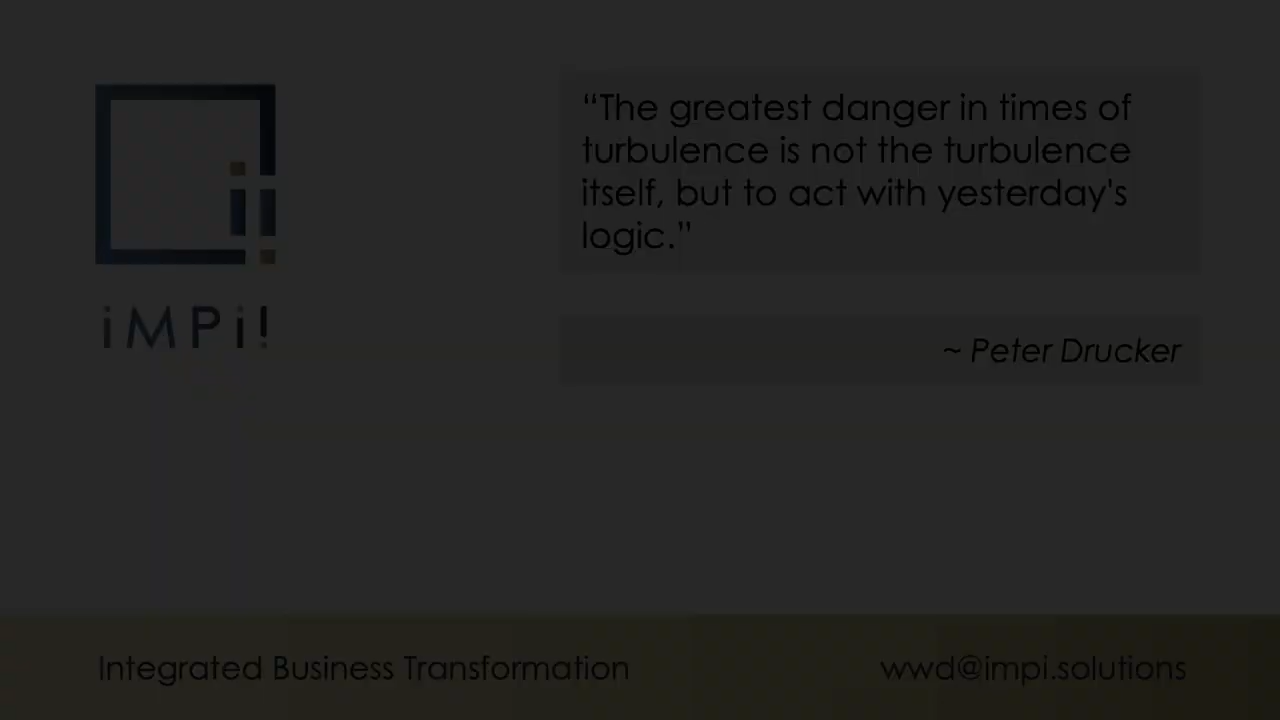 “The greatest danger in times of
turbulence is not the turbulence
itself, but to act with yesterday's
logic.”
iMPi!
~ Peter Drucker
Integrated Business Transformation
wwd@impi.solutions